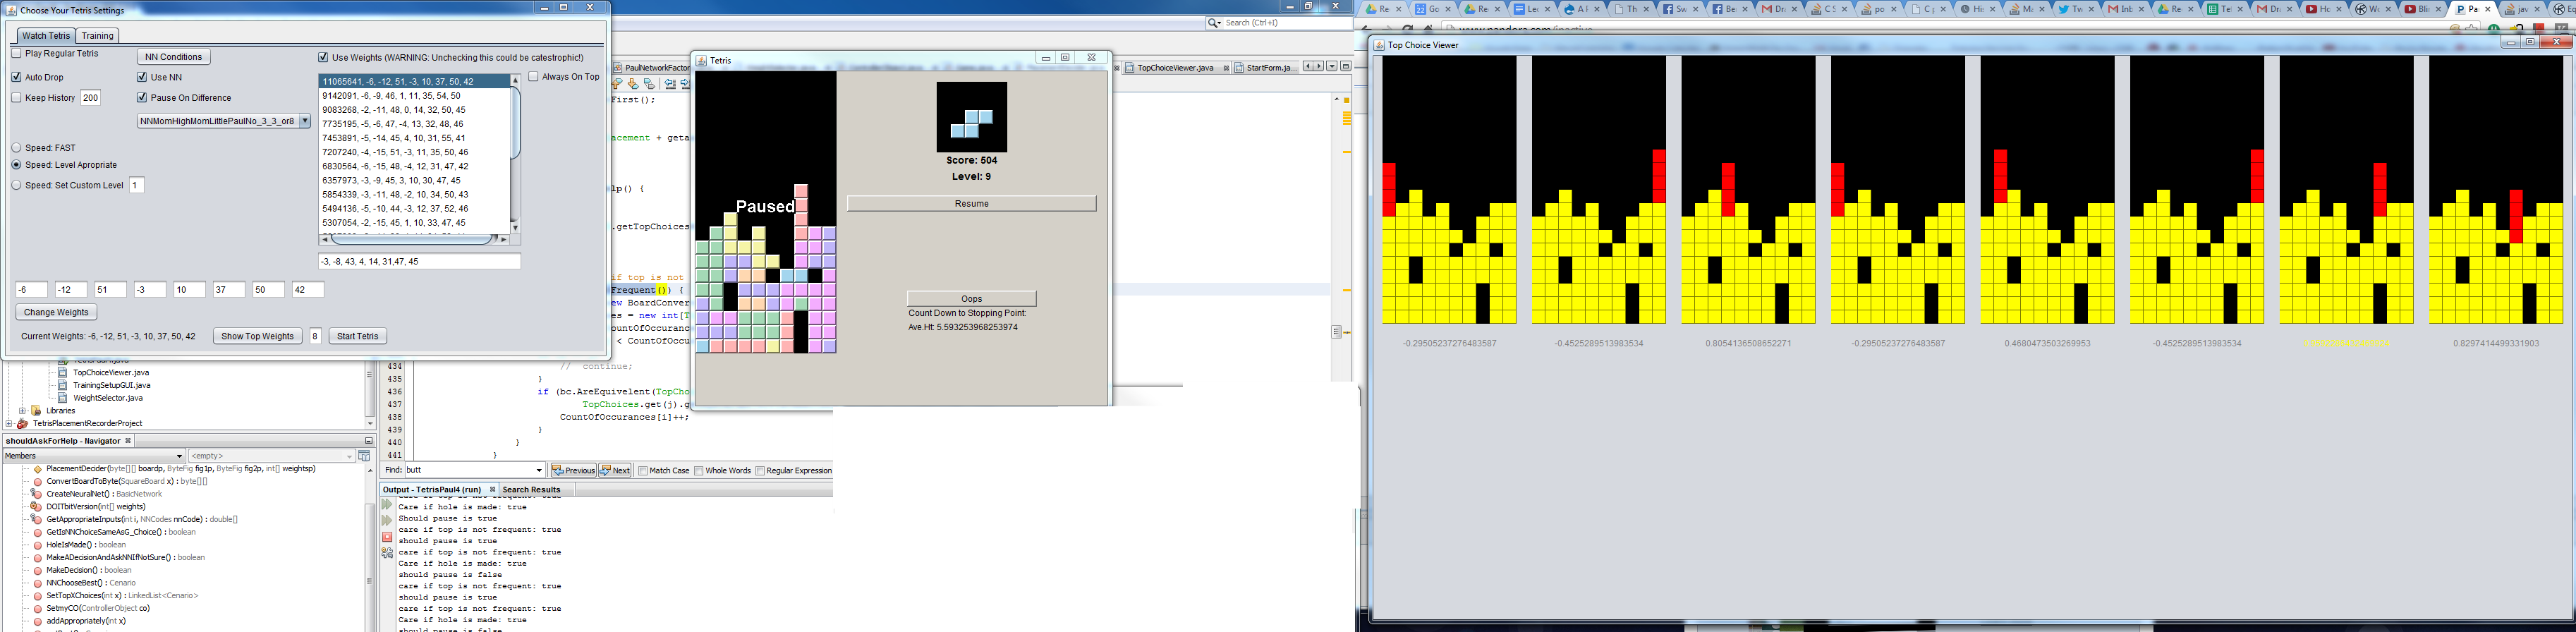 Choose Your Tetris Settings
Watch Tetris
Training
Play Regular Tetris
NN Conditions
Use Weights (WARNING: Unchecking this could be catastrophic!)
Auto Drop
Use NN
Always On Top
Keep History
200
Pause On Difference
NNMomHighMomLittlePaulNo_3_3_or8
Speed: FAST
Speed: Level Apropriate
Speed: Set Custom Level
1
11065641, -6, -12, 51, -3, 10, 37, 50, 42
9142091, -6, -9, 46, 1, 11, 35, 54, 50
9083268, -2, -11, 48, 0, 14, 32, 50, 45
7735195, -5, -6, 47, -4, 13, 32, 48, 46
7453891, -5, -14, 45, 4, 10, 31, 55, 41
7207240, -4, -15, 51, -3, 11, 35, 50, 46
6830564, -6, -15, 48, -4, 12, 31, 47, 42
6357973, -3, -9, 45, 3, 10, 30, 47, 45
5854339, -3, -11, 48, -2, 10, 34, 50, 43
5494136, -5, -10, 44, -3, 12, 37, 52, 46
5307054, -2, -15, 45, 1, 10, 33, 47, 45
-3, -8, 43, 4, 14, 31,47, 45
-6
-12
51
-3
10
37
50
42
Change Weights
Current Weights: -6, -12, 51, -3, 10, 37, 50, 42
Show Top Weights
8
Start Tetris
TopChoiceViewer.java
TrainingSetupGUI.java
WeightSelector.java
Libraries
TetrisPlacementRecorderProject
shouldAskForHelp - Navigator
Members
<empty>
PlacementDecider(byte[][] boardp, ByteFig fig1p, ByteFig fig2p, int[] weightsp)
ConvertBoardToByte(SquareBoard x) : byte[][]
CreateNeuralNet() : BasicNetwork
DOITbitVersion(int[] weights)
GetAppropriateInputs(int i, NNCodes nnCode) : double[]
GetIsNNChoiceSameAsG_Choice() : boolean
HoleIsMade() : boolean
MakeADecisionAndAskNNIfNotSure() : boolean
MakeDecision() : boolean
NNChooseBest() : Cenario
SetTopXChoices(int x) : LinkedList<Cenario>
SetmyCO(ControllerObject co)
addAppropriately(int x)
Search (Ctrl+I)
PaulNetworkFactor
TopChoiceViewer.java
StartForm.ja...
First();
acement + geta
lp() {
.getTopChoices
if top is not
Frequent()) {
ew BoardConver
es = new int[T
ountOfOccuranc
< CountOfOccur
434
// continue;
435
}
436
if (bc.AreEquivelent(TopCho
437
TopChoices.get(j).g
438
CountOfOccurances[i]++;
439
}
440
}
441
}
Find:
butt
Previous
Next
Match Case
Whole Words
Regular Expression
Output - TetrisPaul4 (run)
Search Results
care if top is not frequent: true
Care if hole is made: true
Should pause is true
care if top is not frequent: true
should pause is true
care if top is not frequent: true
Care if hole is made: true
should pause is false
care if top is not frequent: true
should pause is true
care if top is not frequent: true
Care if hole is made: true
should pause is false
Tetris
Paused
Score: 504
Level: 9
Resume
Oops
Count Down to Stopping Point:
Ave.Ht: 5.593253968253974
www.pandora.com/inactive
Top Choice Viewer
-0.29505237276483587
-0.4525289513983534
0.8054136508652271
-0.29505237276483587
0.4680473503269953
-0.4525289513983534
0.8297414499331903